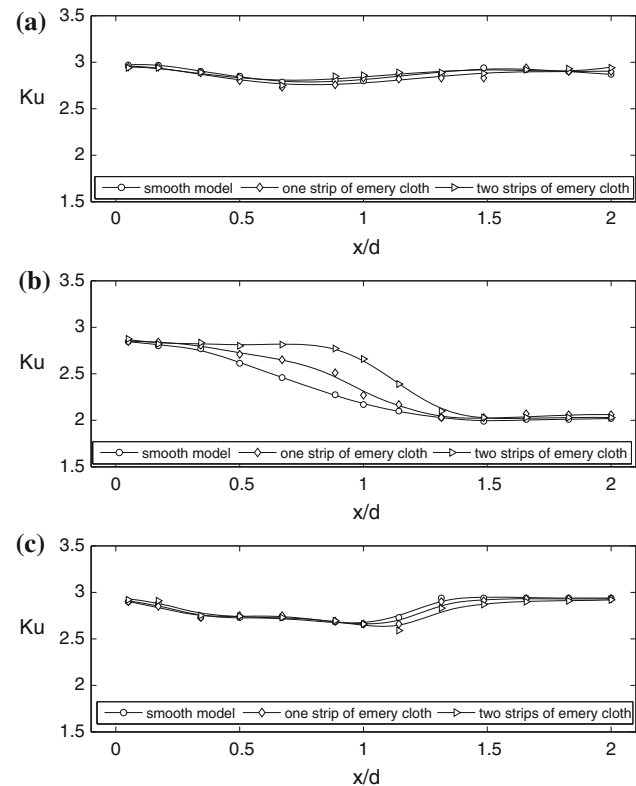 (a)
3.5
3
Ku 2.5
2
1.5
smooth model one strip of emery cloth two strips of emery cloth
0 0.5 1 1.5 2
x/d
(b)
3.5
3
Ku 2.5
2
1.5
smooth model one strip of emery cloth two strips of emery cloth
0 0.5 1 1.5 2
x/d
(c)
3.5
3
Ku 2.5
2
1.5
smooth model one strip of emery cloth two strips of emery cloth
0 0.5 1 1.5 2
x/d